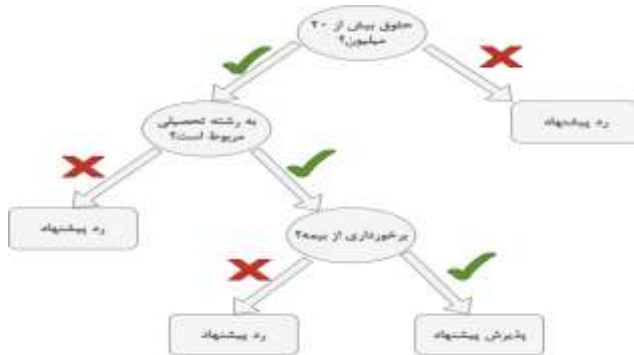 حقوق بیش از ۲۰
میلیون؟
رد پیشنهاد
به رشته تحصیلی
مربوط است؟
رد پیشنهاد
برخورداری از بیمه؟
رد پیشنهاد
پذیرش پیشنهاد